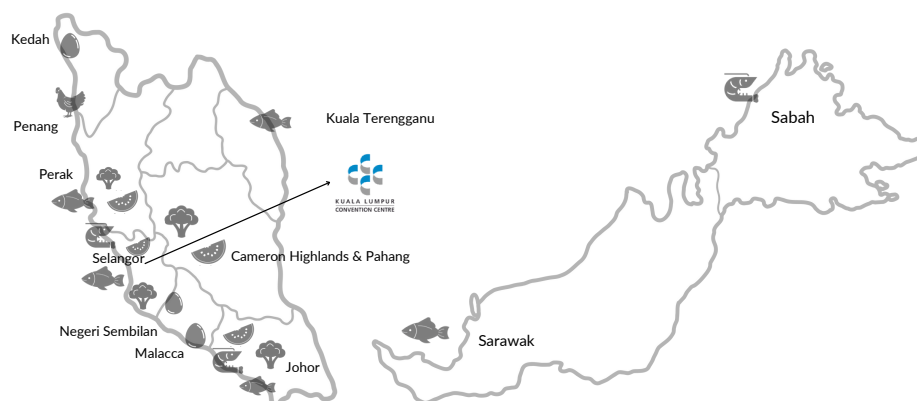 Kedah
Penang
Kuala Terengganu
Perak
Sabah
KUALA LUMPUR
CONVENTION CENTRE
Selangor
Cameron Highlands & Pahang
Negeri Sembilan
Malacca
Sarawak
Johor